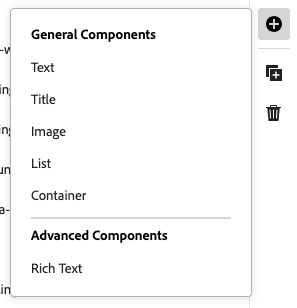 General Components
Text
Title
Image
List
Container
Advanced Components
Rich Text